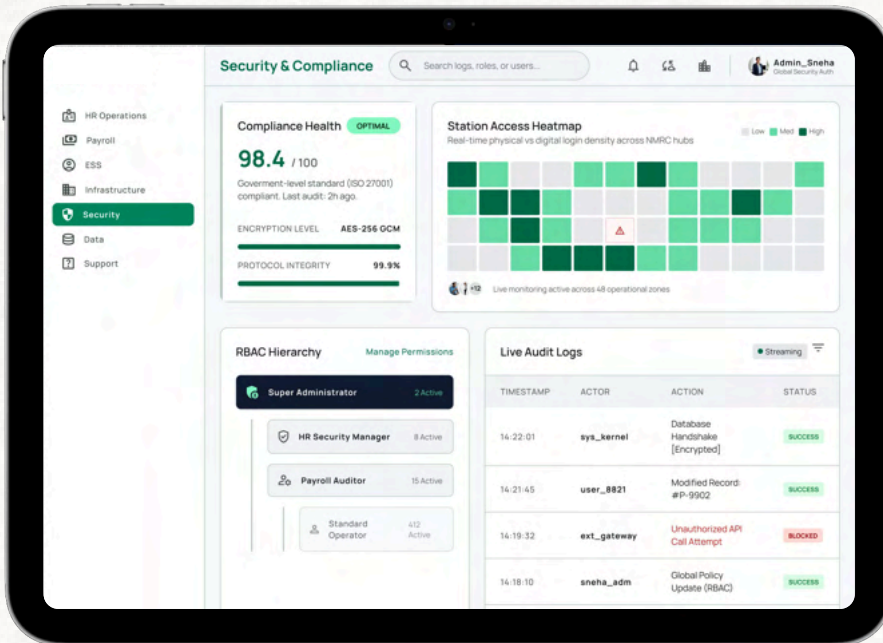 Security & Compliance
Search logs, roles, or users...
Admin_Sneha
Global Security Auth
HR Operations
Payroll
ESS
Infrastructure
Security
Data
Support
Compliance Health
OPTIMAL
98.4 / 100
Goverment-level standard (ISO 27001)
compliant. Last audit: 2h ago.
ENCRYPTION LEVEL AES-256 GCM
PROTOCOL INTEGRITY 99.9%
Station Access Heatmap
Real-time physical vs digital login density across NMRC hubs
Low Med High
+12
Live monitoring active across 48 operational zones
RBAC Hierarchy
Manage Permissions
Super Administrator 2 Active
HR Security Manager 8 Active
Payroll Auditor 15 Active
Standard
Operator
412
Active
Live Audit Logs
Streaming
TIMESTAMP ACTOR ACTION STATUS
14:22:01 sys_kernel
Database
Handshake
[Encrypted]
SUCCESS
14:21:45 user_8821
Modified Record:
#P-9902
SUCCESS
14:19:32 ext_gateway
Unauthorized API
Call Attempt
BLOCKED
14:18:10 sneha_adm
Global Policy
Update (RBAC)
SUCCESS